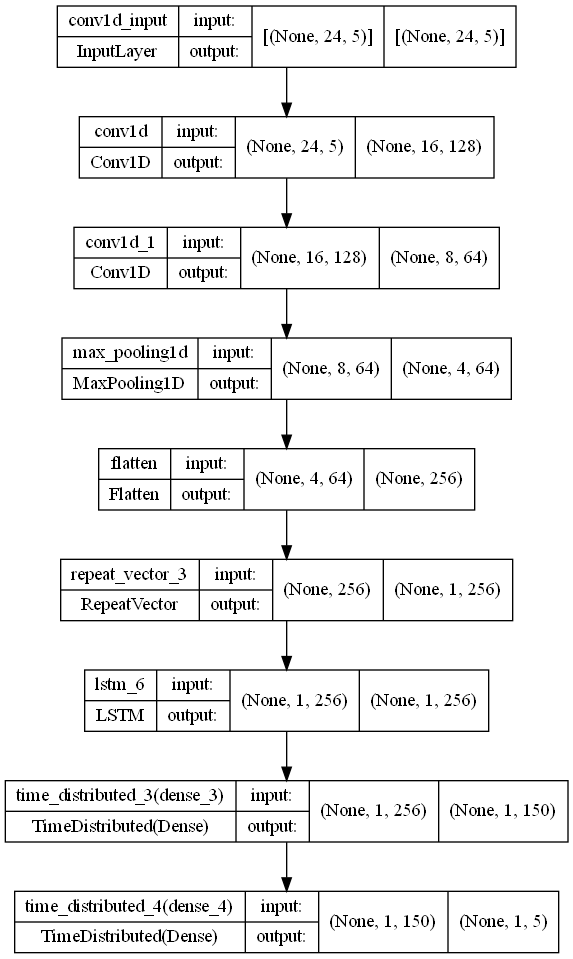 conv1d_input input: [(None, 24, 5)] [(None, 24, 5)]
InputLayer output:
conv1d input: (None, 24, 5) (None, 16, 128)
Conv1D output:
conv1d_1 input: (None, 16, 128) (None, 8, 64)
Conv1D output:
max_pooling1d input: (None, 8, 64) (None, 4, 64)
MaxPooling1D output:
flatten input: (None, 4, 64) (None, 256)
Flatten output:
repeat_vector_3 input: (None, 256) (None, 1, 256)
RepeatVector output:
lstm_6 input: (None, 1, 256) (None, 1, 256)
LSTM output:
time_distributed_3(dense_3) input: (None, 1, 256) (None, 1, 150)
TimeDistributed(Dense) output:
time_distributed_4(dense_4) input: (None, 1, 150) (None, 1, 5)
TimeDistributed(Dense) output: